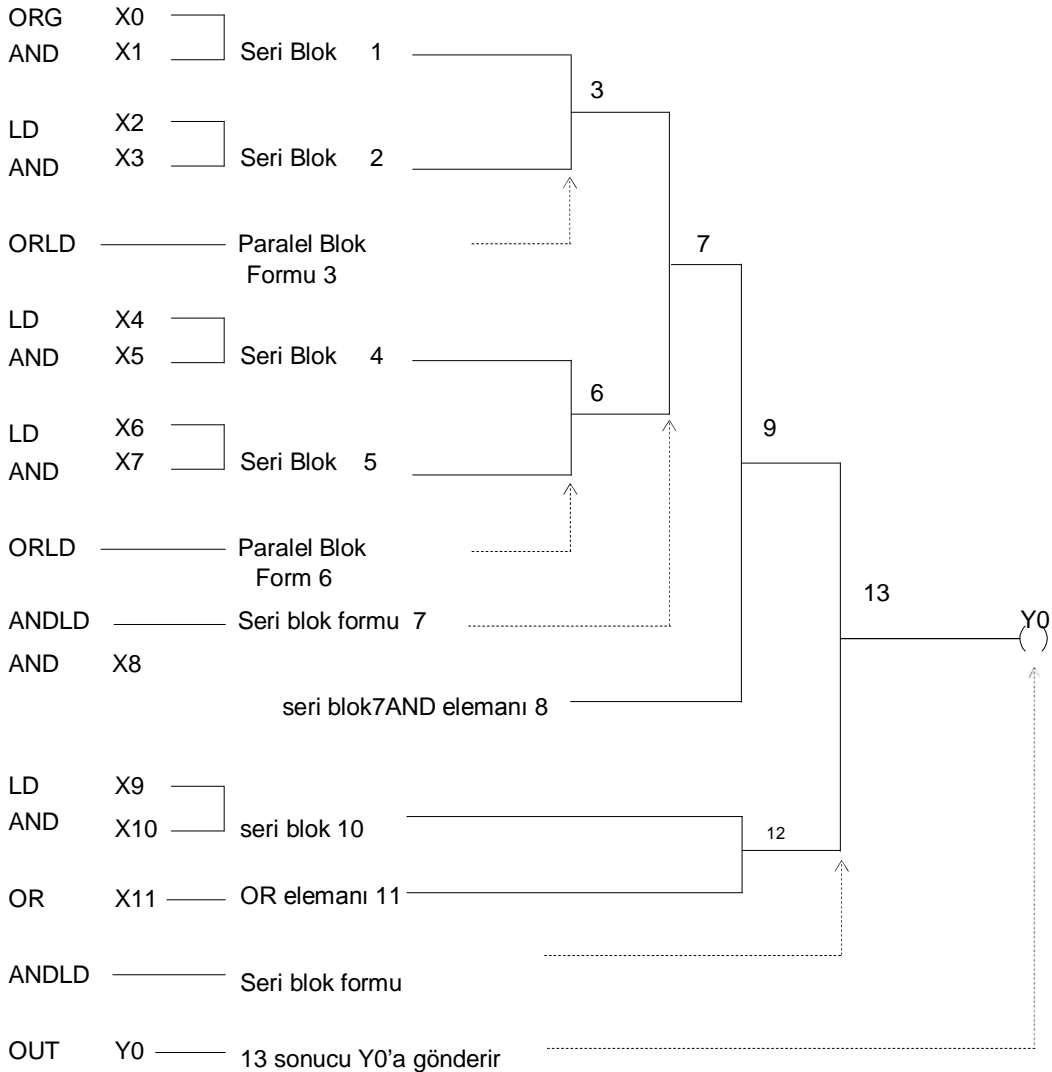 ORG X0
AND X1 Seri Blok 1
3
LD X2
AND X3 Seri Blok 2
ORLD Paralel Blok 7
Formu 3
LD X4
AND X5 Seri Blok 4
6
LD X6 9
AND X7 Seri Blok 5
ORLD Paralel Blok
Form 6
13
ANDLD Seri blok formu 7 Y0
AND X8
seri blok7AND elemanı 8
LD X9
AND X10 seri blok 10 12
OR X11 OR elemanı 11
ANDLD Seri blok formu
OUT Y0 13 sonucu Y0’a gönderir